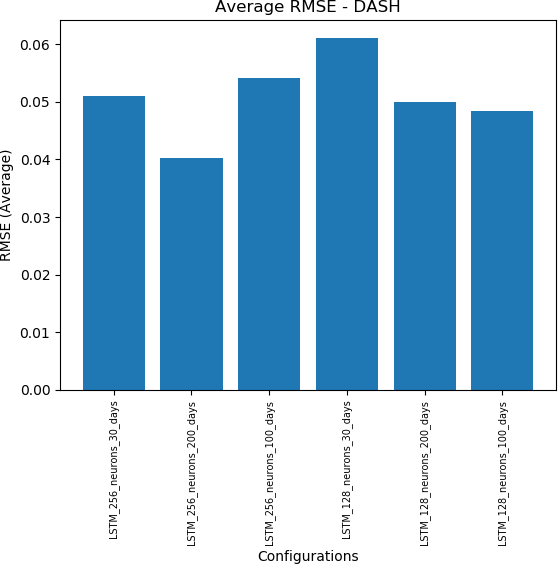 Average RMSE - DASH
RMSE (Average)
0.06
0.05
0.04
0.03
0.02
0.01
0.00
LSTM_256_neurons_30_days
LSTM_256_neurons_200_days
LSTM_256_neurons_100_days
LSTM_128_neurons_30_days
LSTM_128_neurons_200_days
LSTM_128_neurons_100_days
Configurations